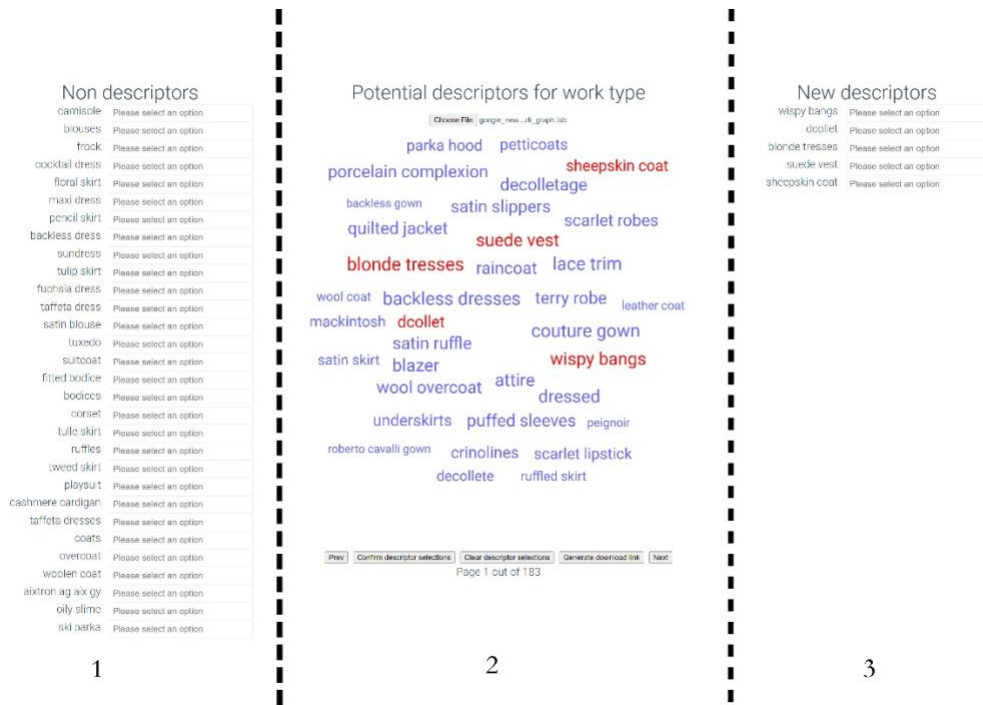 Non descriptors
camisole Please select an option
blouses Please select an option
frock Please select an option
cocktail dress Please select an option
floral skirt Please select an option
maxi dress Please select an option
pencil skirt Please select an option
backless dress Please select an option
sundress Please select an option
tulip skirt Please select an option
fuchsia dress Please select an option
taffeta dress Please select an option
satin blouse Please select an option
tuxedo Please select an option
suitcoat Please select an option
fitted bodice Please select an option
bodices Please select an option
corset Please select an option
tulle skirt Please select an option
ruffles Please select an option
tweed skirt Please select an option
playsuit Please select an option
cashmere cardigan Please select an option
taffeta dresses Please select an option
coats Please select an option
overcoat Please select an option
woolen coat Please select an option
aixtron ag aix gy Please select an option
oily slime Please select an option
ski parka Please select an option
1
Potential descriptors for work type
Choose File google_new ...rk_graph.tab
parka hood petticoats
sheepskin coat
porcelain complexion
decolletage
backless gown satin slippers
scarlet robes
quilted jacket
suede vest
blonde tresses raincoat lace trim
wool coat backless dresses terry robe leather coat
mackintosh dcollet
couture gown
satin ruffle
satin skirt blazer wispy bangs
wool overcoat attire
dressed
underskirts puffed sleeves peignoir
roberto cavalli gown crinolines scarlet lipstick
decollete ruffled skirt
Prev Confirm descriptor selections Clear descriptor selections Generate download link Next
Page 1 out of 183
2
New descriptors
wispy bangs Please select an option
dcollet Please select an option
blonde tresses Please select an option
suede vest Please select an option
sheepskin coat Please select an option
3